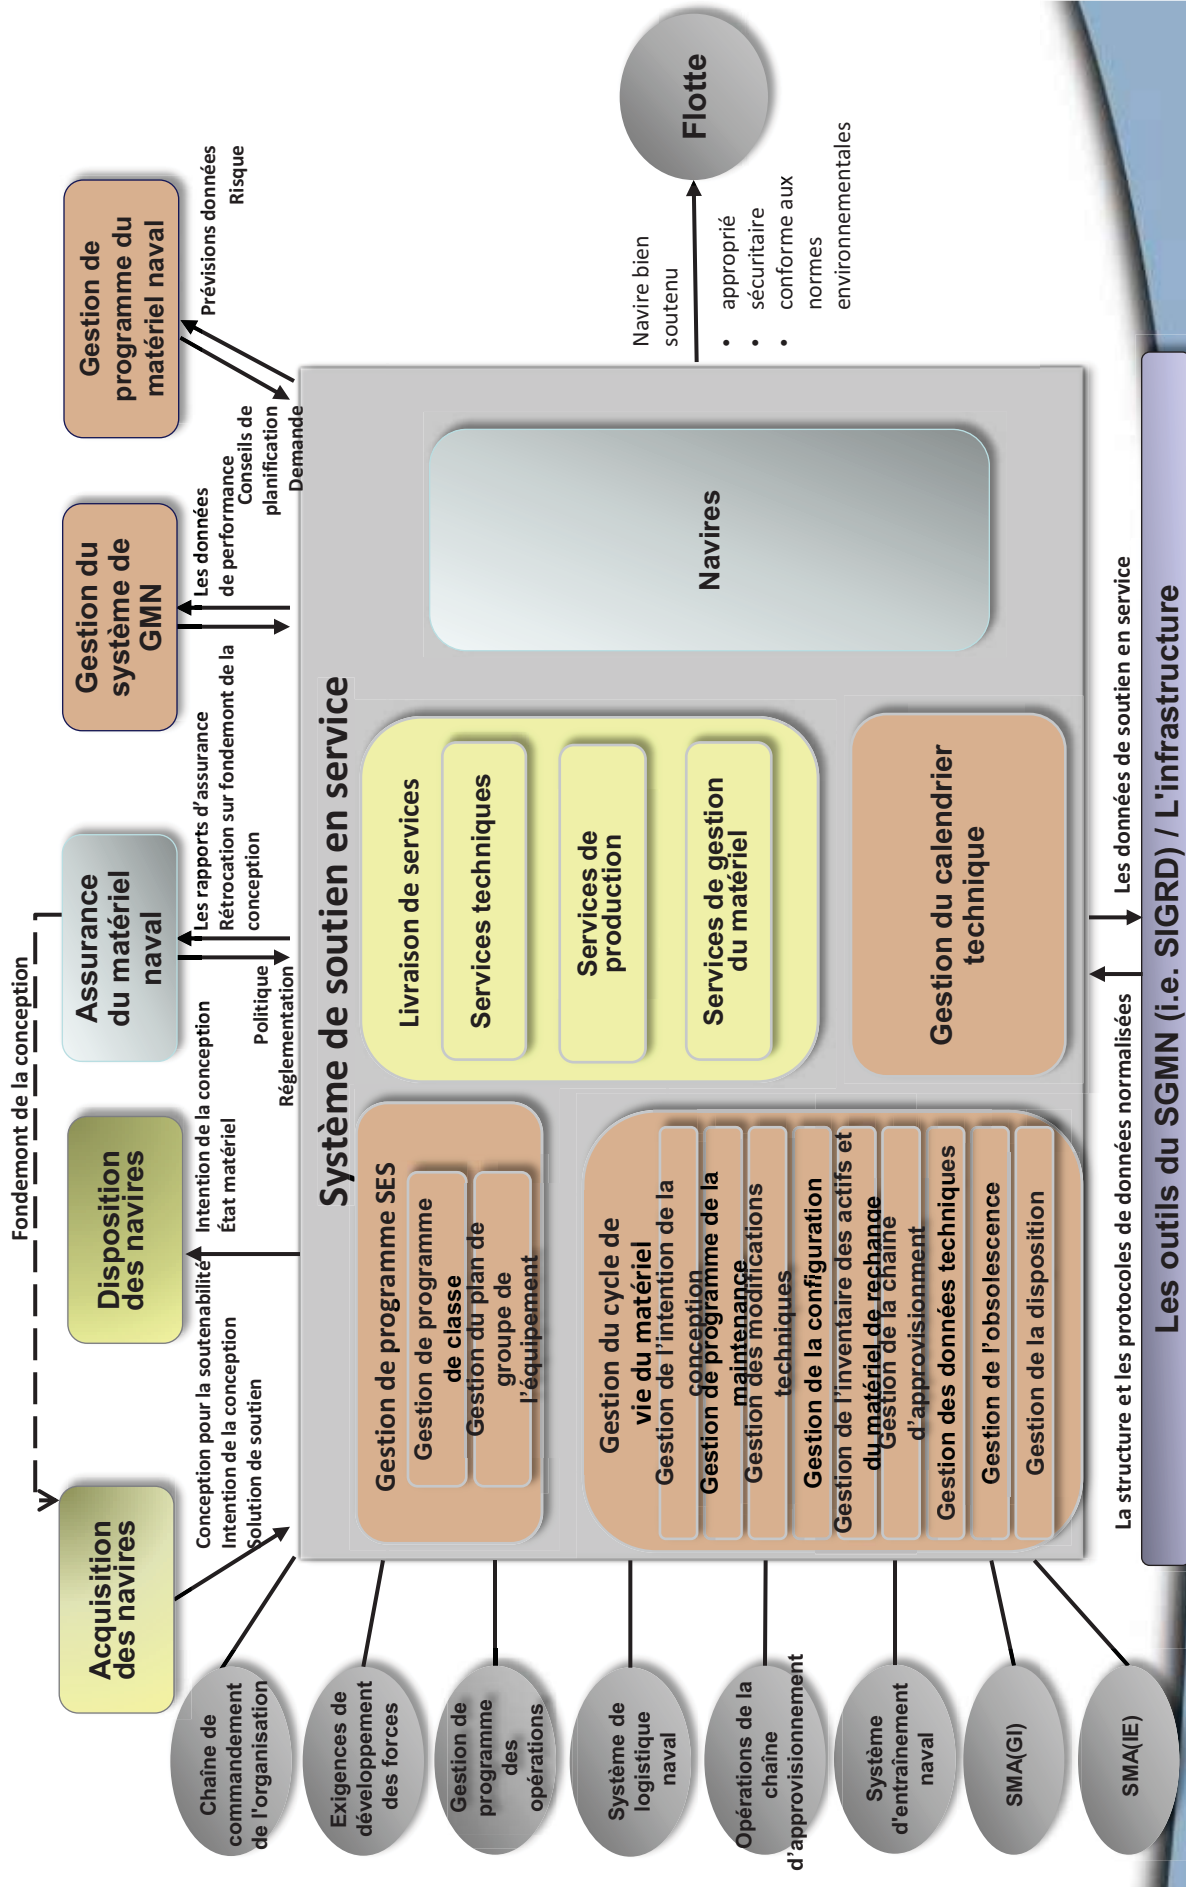 Fondemont de la conception
Acquisition
des navires
Disposition
des navires
Assurance
du matériel
naval
Gestion du
système de
GMN
Gestion de
programme du
matériel naval
Conception pour la soutenabilité
Intention de la conception
Solution de soutien
Intention de la conception
État matériel
Politique
Réglementation
Les rapports d'assurance
Rétrocation sur fondemont de la
conception
Les données
de performance
Conseils de
planification
Demande
Prévisions données
Risque
Chaîne de
commandement
de l'organisation
Exigences de
développement
des forces
Gestion de
programme
des
opérations
Système de
logistique
naval
Opérations de la
chaîne
d'approvisionnement
Système
d'entraînement
naval
SMA(GI)
SMA(IE)
Système de soutien en service
Gestion de programme SES
Gestion de programme
de classe
Gestion du plan de
groupe de
l'équipement
Gestion du cycle de
vie du matériel
Gestion de l'intention de la
conception
Gestion de programme de la
maintenance
Gestion des modifications
techniques
Gestion de la configuration
Gestion de l'inventaire des actifs et
du matériel de rechange
Gestion de la chaîne
d'approvisionment
Gestion des données techniques
Gestion de l'obsolescence
Gestion de la disposition
Livraison de services
Services techniques
Services de
production
Services de gestion
du matériel
Gestion du calendrier
technique
Navires
Navire bien
soutenu
• approprié
• sécuritaire
• conforme aux
normes
environnementales
Flotte
La structure et les protocoles de données normalisées
Les données de soutien en service
Les outils du SGMN (i.e. SIGRD) / L'infrastructure